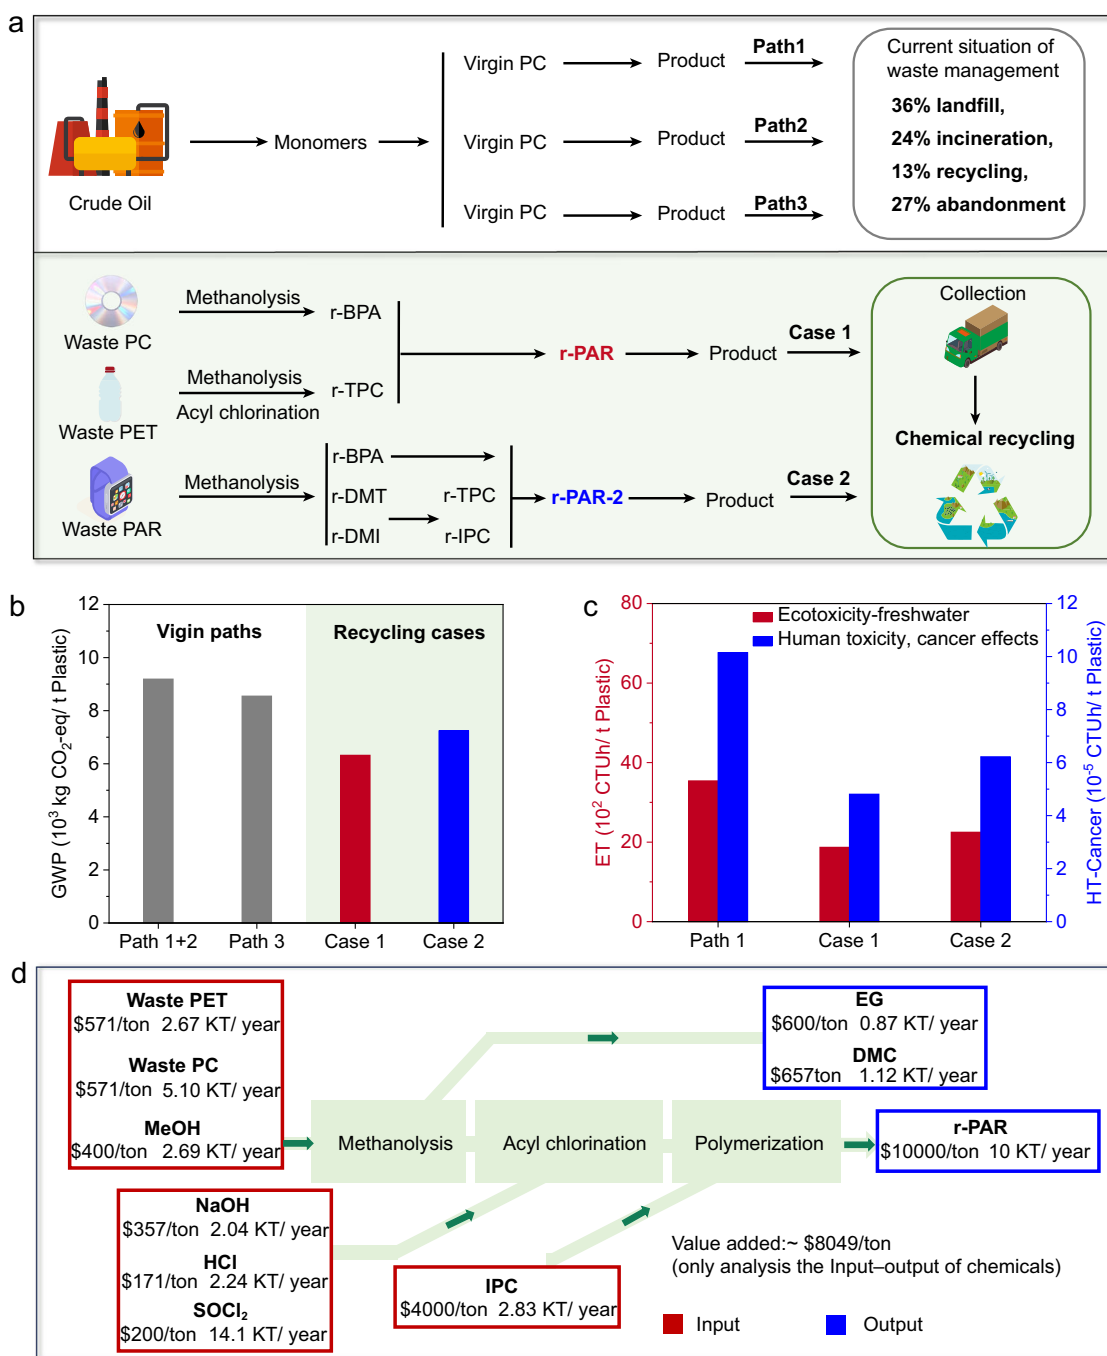 a
Crude Oil
Monomers
Virgin PC
Product
Path1
Virgin PC
Product
Path2
Virgin PC
Product
Path3
Current situation of
waste management
36% landfill,
24% incineration,
13% recycling,
27% abandonment
Waste PC
Methanolysis
r-BPA
Waste PET
Methanolysis
Acyl chlorination
r-TPC
r-PAR
Product
Case 1
Waste PAR
Methanolysis
r-BPA
r-DMT
r-DMI
r-TPC
r-IPC
r-PAR-2
Product
Case 2
Collection
Chemical recycling
b
GWP (10³ kg CO₂-eq/ t Plastic)
12
10
8
6
4
2
0
Vigin paths
Recycling cases
Path 1+2
Path 3
Case 1
Case 2
c
ET (10² CTUh/ t Plastic)
80
60
40
20
0
Ecotoxicity-freshwater
Human toxicity, cancer effects
12
10
8
6
4
2
0
HT-Cancer (10⁻⁵ CTUh/ t Plastic)
Path 1
Case 1
Case 2
d
Waste PET
$571/ton 2.67 KT/ year
Waste PC
$571/ton 5.10 KT/ year
MeOH
$400/ton 2.69 KT/ year
NaOH
$357/ton 2.04 KT/ year
HCl
$171/ton 2.24 KT/ year
SOCl₂
$200/ton 14.1 KT/ year
Methanolysis
Acyl chlorination
Polymerization
IPC
$4000/ton 2.83 KT/ year
EG
$600/ton 0.87 KT/ year
DMC
$657ton 1.12 KT/ year
r-PAR
$10000/ton 10 KT/ year
Value added:~ $8049/ton
(only analysis the Input–output of chemicals)
Input
Output